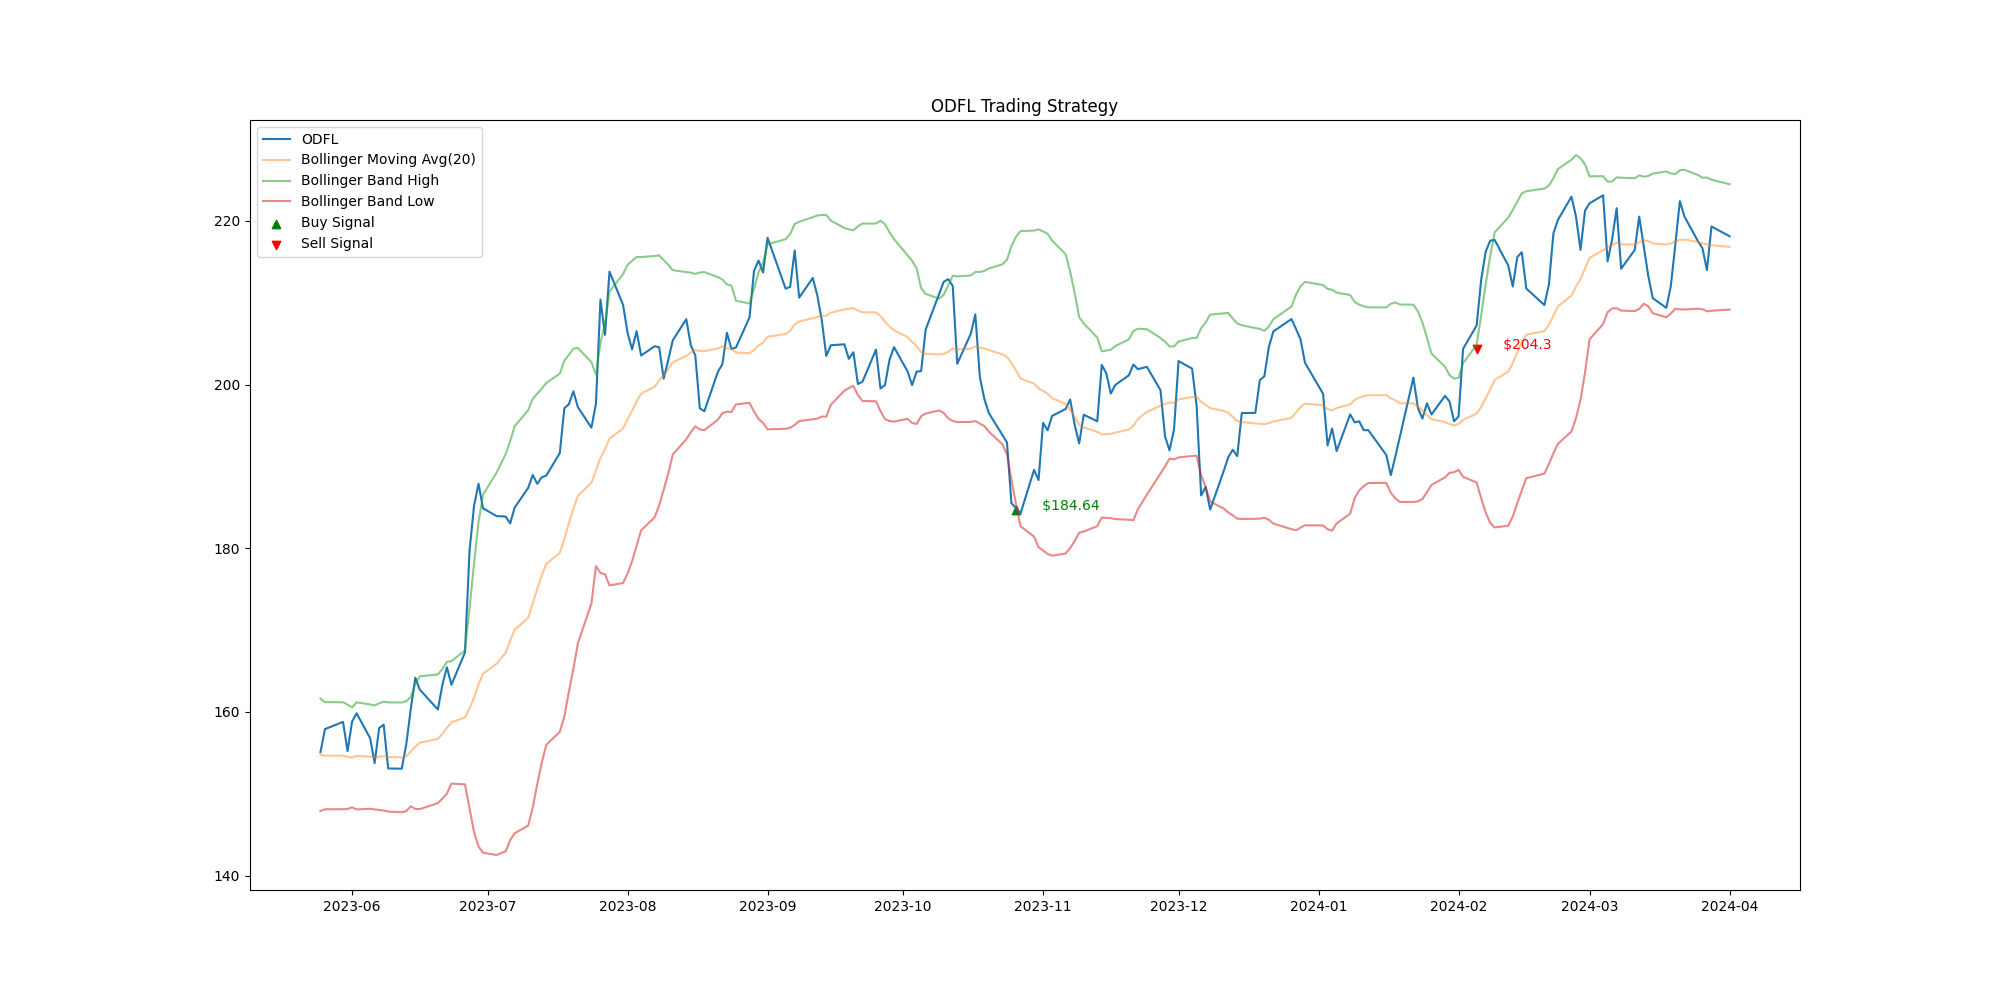 ODFL Trading Strategy
ODFL
Bollinger Moving Avg(20)
Bollinger Band High
Bollinger Band Low
Buy Signal
Sell Signal
220
200
180
160
140
$204.3
$184.64
2023-06 2023-07 2023-08 2023-09 2023-10 2023-11 2023-12 2024-01 2024-02 2024-03 2024-04